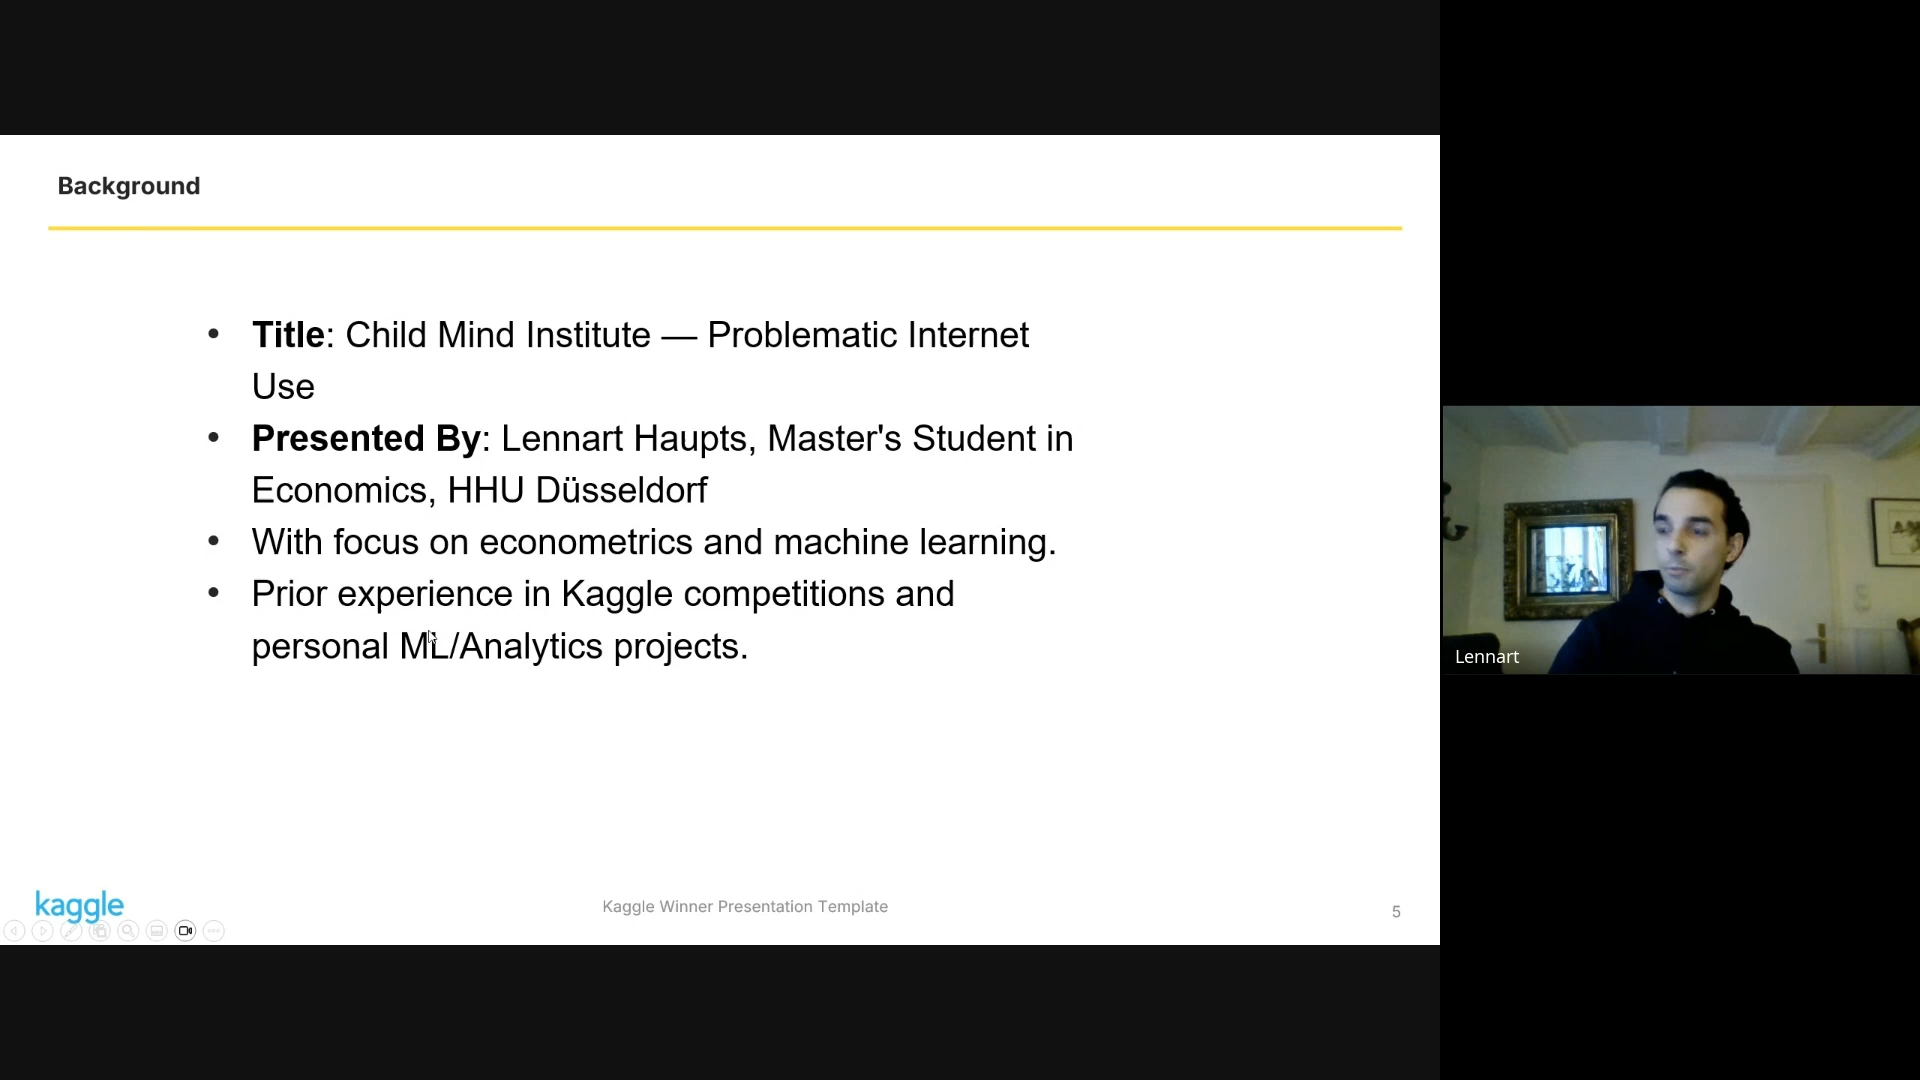 Background
• Title: Child Mind Institute — Problematic Internet
Use
• Presented By: Lennart Haupts, Master's Student in
Economics, HHU Düsseldorf
• With focus on econometrics and machine learning.
• Prior experience in Kaggle competitions and
personal ML/Analytics projects.
Lennart
kaggle
Kaggle Winner Presentation Template
5